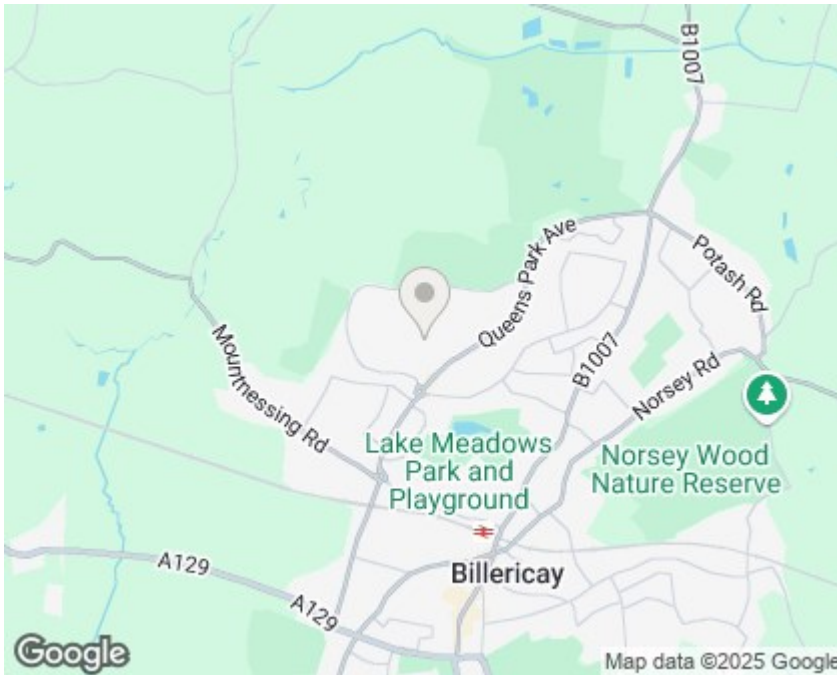 B1007
Queens Park Ave
Potash Rd
Mountnessing Rd
B1007
Norsey Rd
Lake Meadows
Park and
Playground
Norsey Wood
Nature Reserve
A129
A129
Billericay
Google
Map data ©2025 Google